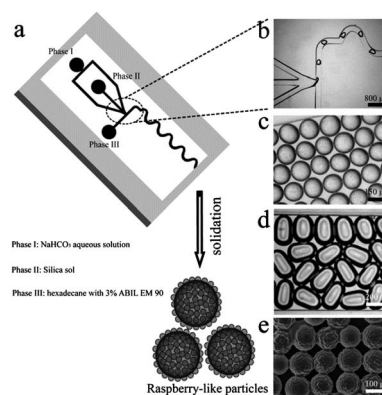 a
Phase I
Phase II
Phase III
Phase I: NaHCO₃ aqueous solution
Phase II: Silica sol
Phase III: hexadecane with 3% ABIL EM 90
solidation
Raspberry-like particles
b
800 μ
c
150 μ
d
e
100 μ